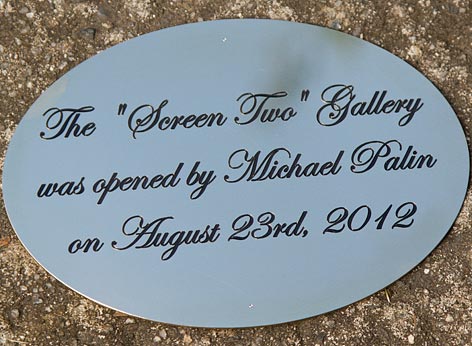 The "Screen Two" Gallery
was opened by Michael Palin
on August 23rd, 2012